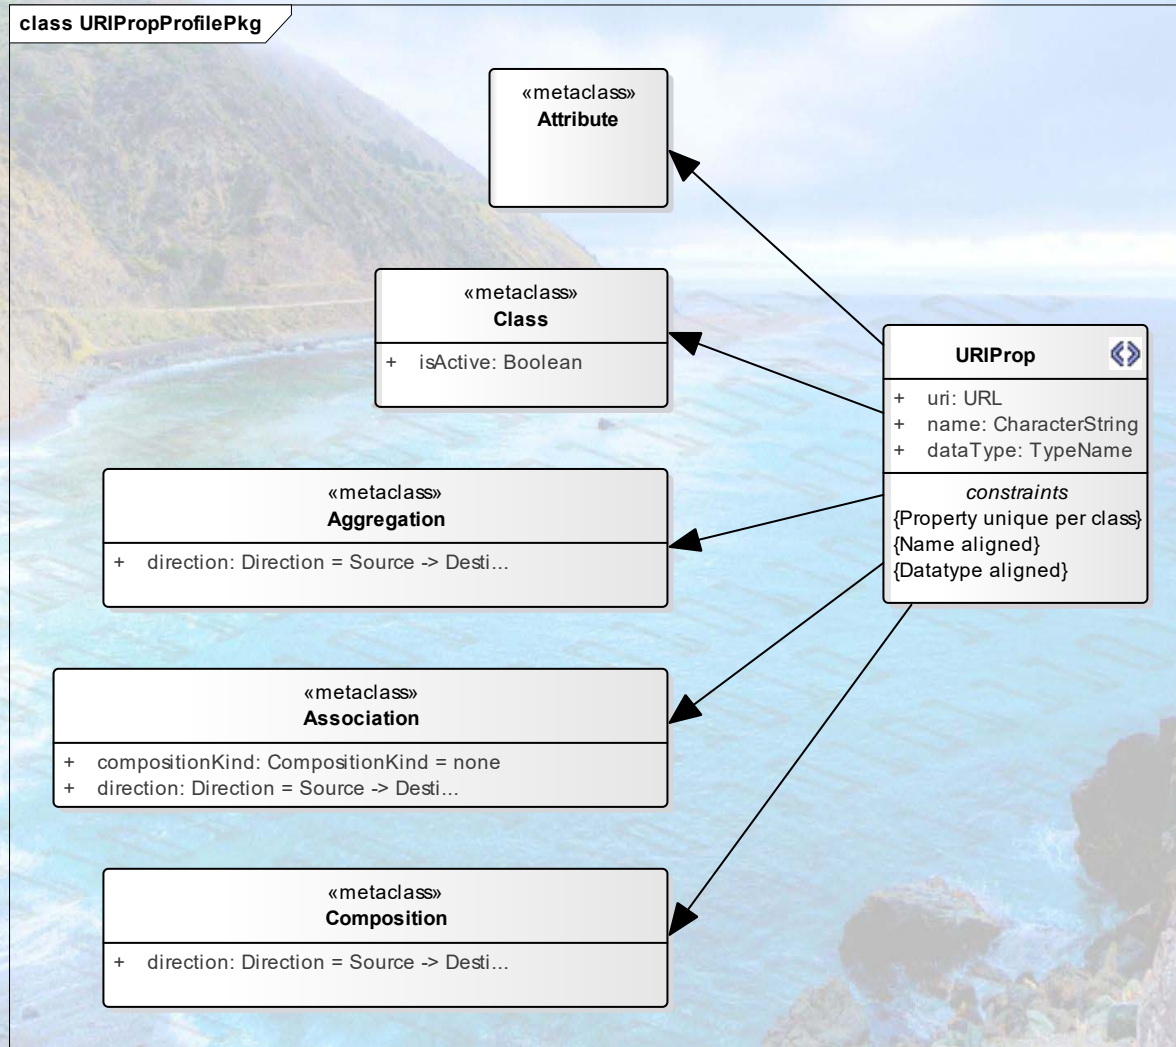 class URIPropProfilePkg
«metaclass»
Attribute
«metaclass»
Class
+ isActive: Boolean
URIProp
+ uri: URL
+ name: CharacterString
+ dataType: TypeName
constraints
{Property unique per class}
{Name aligned}
{Datatype aligned}
«metaclass»
Aggregation
+ direction: Direction = Source -> Desti...
«metaclass»
Association
+ compositionKind: CompositionKind = none
+ direction: Direction = Source -> Desti...
«metaclass»
Composition
+ direction: Direction = Source -> Desti...